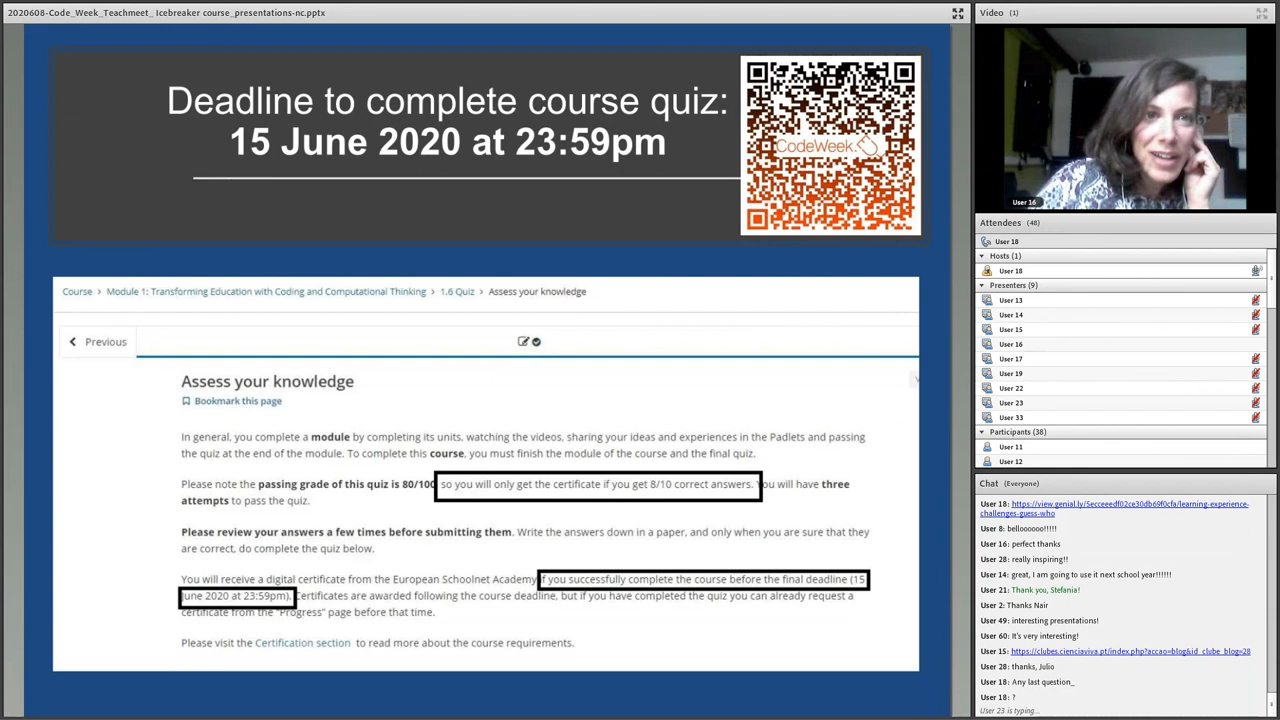 2020608-Code_Week_Teachmeet_ Icebreaker course_presentations-nc.pptx
Deadline to complete course quiz:
15 June 2020 at 23:59pm
CodeWeek.
Course > Module 1: Transforming Education with Coding and Computational Thinking > 1.6 Quiz > Assess your knowledge
Previous
Assess your knowledge
Bookmark this page
In general, you complete a module by completing its units, watching the videos, sharing your ideas and experiences in the Padlets and passing
the quiz at the end of the module. To complete this course, you must finish the module of the course and the final quiz.
Please note the passing grade of this quiz is 80/100 so you will only get the certificate if you get 8/10 correct answers. You will have three
attempts to pass the quiz.
Please review your answers a few times before submitting them. Write the answers down in a paper, and only when you are sure that they
are correct, do complete the quiz below.
You will receive a digital certificate from the European Schoolnet Academy if you successfully complete the course before the final deadline (15
June 2020 at 23:59pm). Certificates are awarded following the course deadline, but if you have completed the quiz you can already request a
certificate from the "Progress" page before that time.
Please visit the Certification section to read more about the course requirements.
Video (1)
User 16
Attendees (48)
User 18
Hosts (1)
User 18
Presenters (9)
User 13
User 14
User 15
User 16
User 17
User 19
User 22
User 23
User 33
Participants (38)
User 11
User 12
Chat (Everyone)
User 18: https://view.genial.ly/5ecceeedf02ce30db69f0cfa/learning-experience-
challenges-guess-who
User 8: belloooooo!!!!!
User 16: perfect thanks
User 28: really inspiring!!
User 14: great, I am going to use it next school year!!!!!!
User 21: Thank you, Stefania!
User 2: Thanks Nair
User 49: interesting presentations!
User 60: It's very interesting!
User 15: https://clubes.cienciaviva.pt/index.php?accao=blog&id_clube_blog=28
User 28: thanks, Julio
User 18: Any last question_
User 18: ?
User 23 is typing...